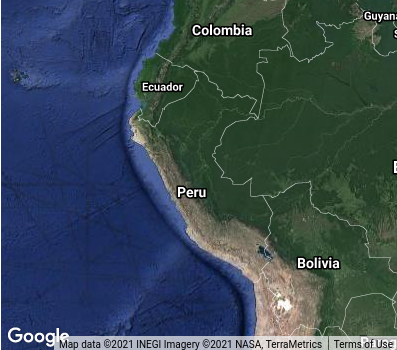 Colombia
Guyana
S
Ecuador
Peru
Bolivia
Google
Map data ©2021 INEGI Imagery ©2021 NASA, TerraMetrics
Terms of Use